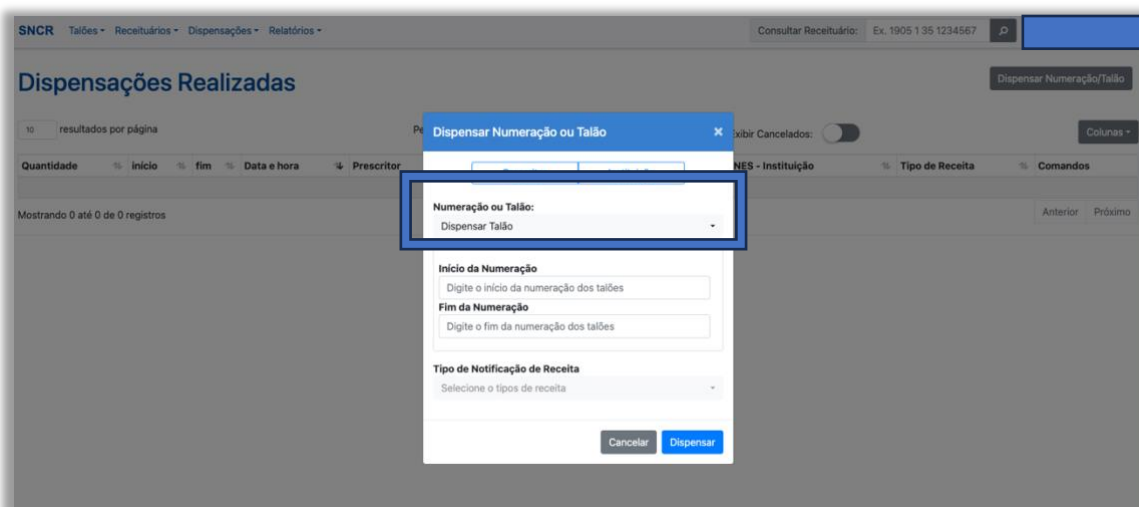 SNCR Talões Receituários Dispensações Relatórios Consultar Receituário: Ex. 1905 1 35 1234567
Dispensações Realizadas
Dispensar Numeração/Talão
10 resultados por página
Exibir Cancelados:
Colunas
Quantidade início fim Data e hora Prescritor - Instituição Tipo de Receita Comandos
Mostrando 0 até 0 de 0 registros
Anterior Próximo
Dispensar Numeração ou Talão ×
Numeração ou Talão:
Dispensar Talão
Início da Numeração
Digite o início da numeração dos talões
Fim da Numeração
Digite o fim da numeração dos talões
Tipo de Notificação de Receita
Selecione o tipos de receita
Cancelar Dispensar